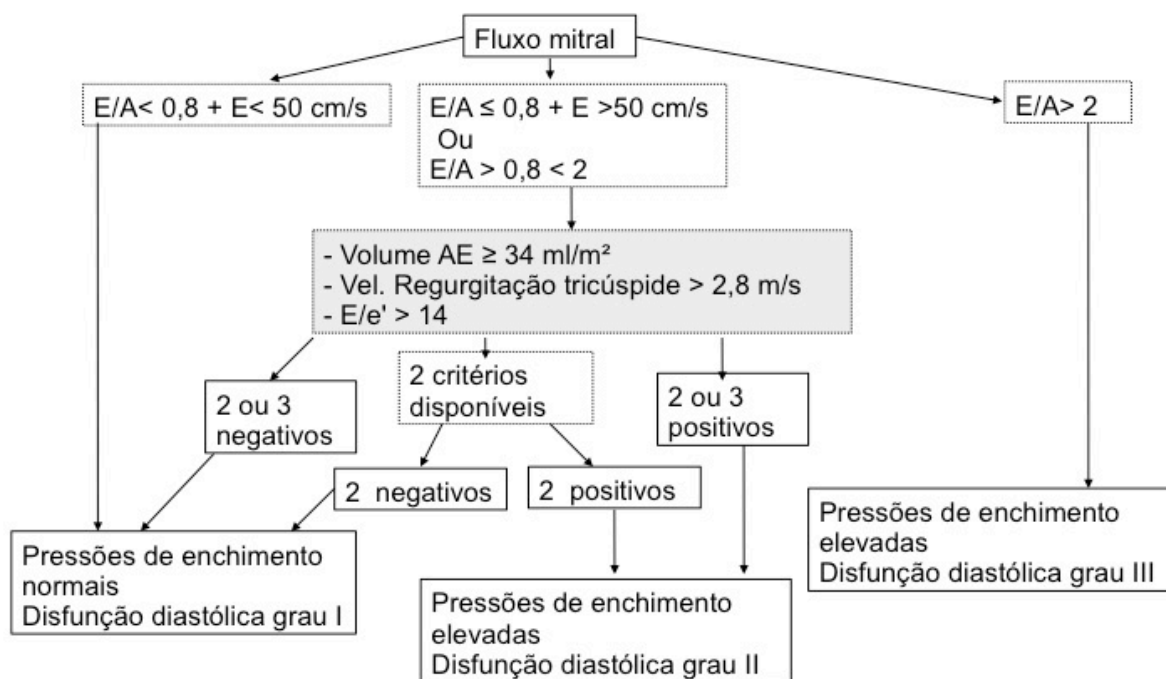 Fluxo mitral
E/A< 0,8 + E< 50 cm/s
E/A ≤ 0,8 + E >50 cm/s
Ou
E/A > 0,8 < 2
E/A> 2
- Volume AE ≥ 34 ml/m²
- Vel. Regurgitação tricúspide > 2,8 m/s
- E/e' > 14
2 ou 3
negativos
2 critérios
disponíveis
2 ou 3
positivos
2 negativos
2 positivos
Pressões de enchimento
normais
Disfunção diastólica grau I
Pressões de enchimento
elevadas
Disfunção diastólica grau II
Pressões de enchimento
elevadas
Disfunção diastólica grau III